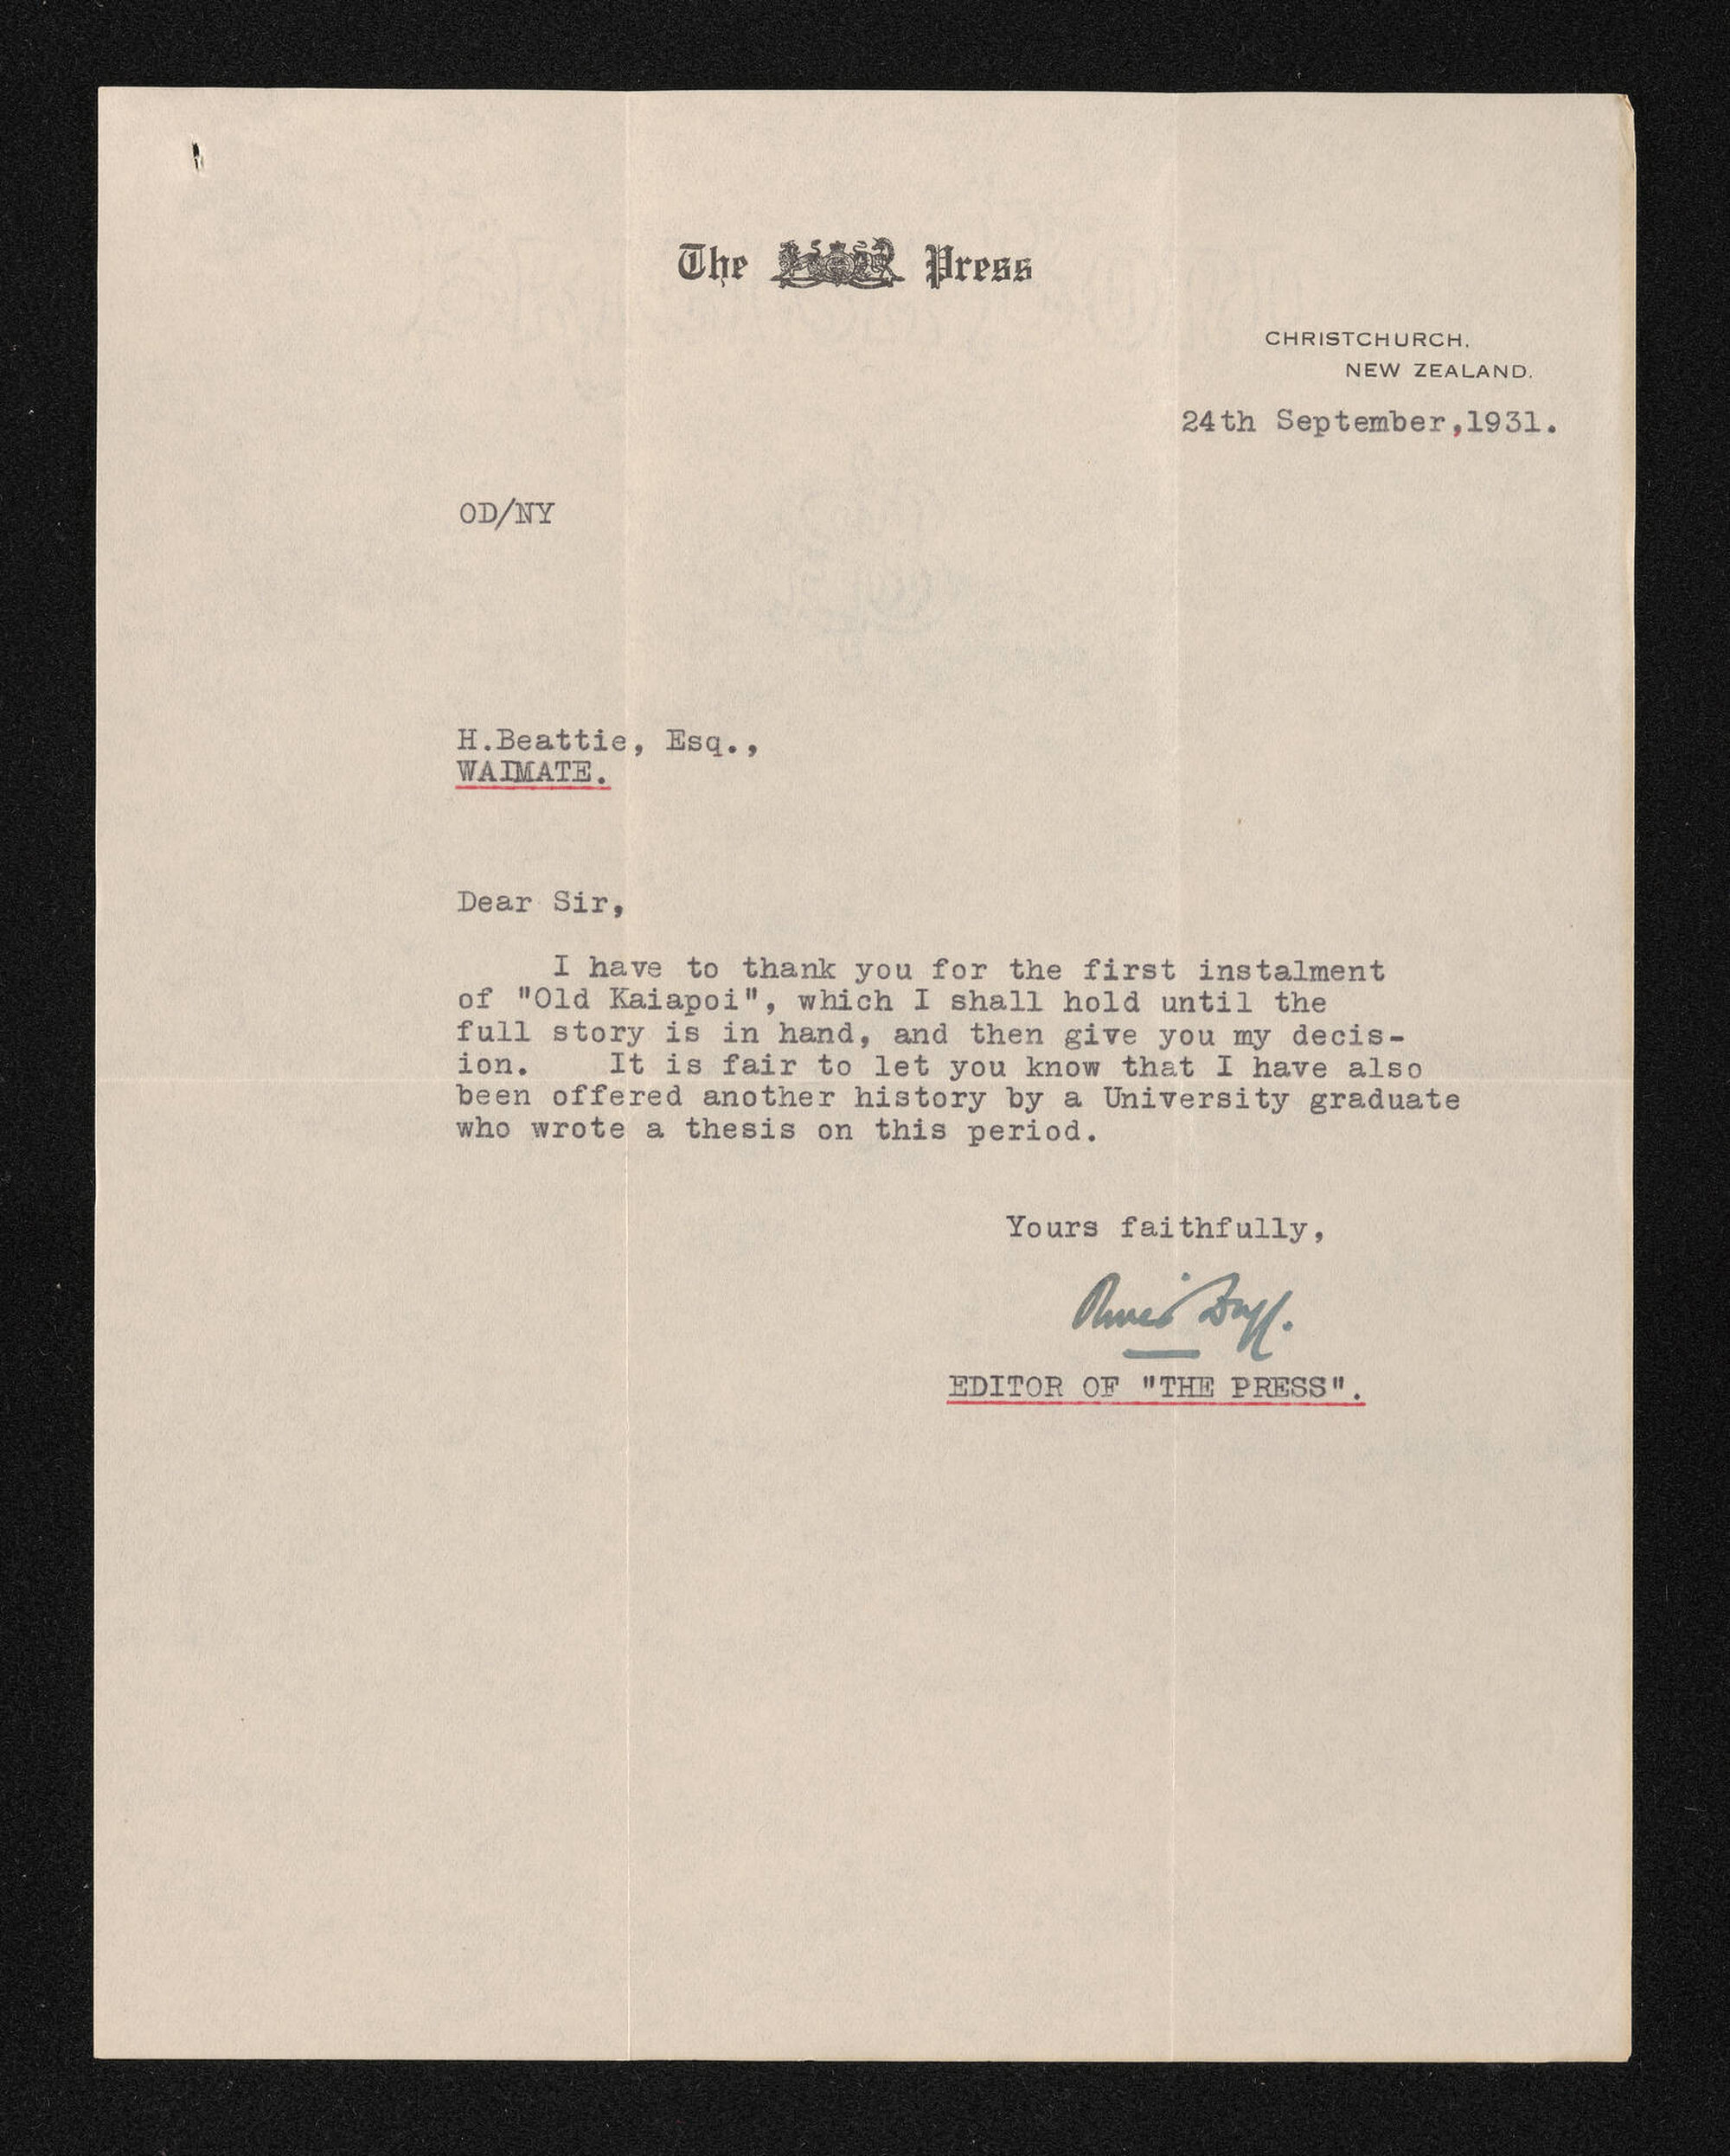 The Press
CHRISTCHURCH,
NEW ZEALAND.
24th September,1931.
OD/NY
H.Beattie, Esq.,
WAIMATE.
Dear Sir,
I have to thank you for the first instalment
of "Old Kaiapoi", which I shall hold until the
full story is in hand, and then give you my decis-
ion. It is fair to let you know that I have also
been offered another history by a University graduate
who wrote a thesis on this period.
Yours faithfully,
Duff.
EDITOR OF "THE PRESS".